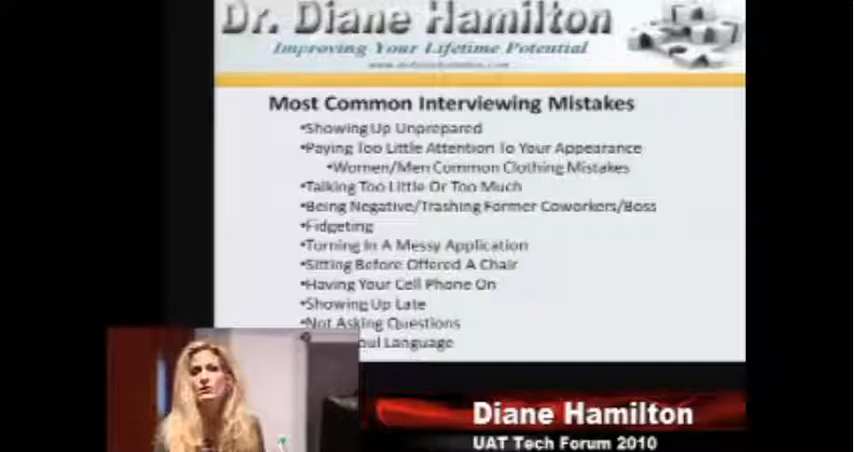 Dr. Diane Hamilton
Improving Your Lifetime Potential
Most Common Interviewing Mistakes
•Showing Up Unprepared
•Paying Too Little Attention To Your Appearance
•Women/Men Common Clothing Mistakes
•Talking Too Little Or Too Much
•Being Negative/Trashing Former Coworkers/Boss
•Fidgeting
•Turning In A Messy Application
•Sitting Before Offered A Chair
•Having Your Cell Phone On
•Showing Up Late
•Not Asking Questions
Language
Diane Hamilton
UAT Tech Forum 2010